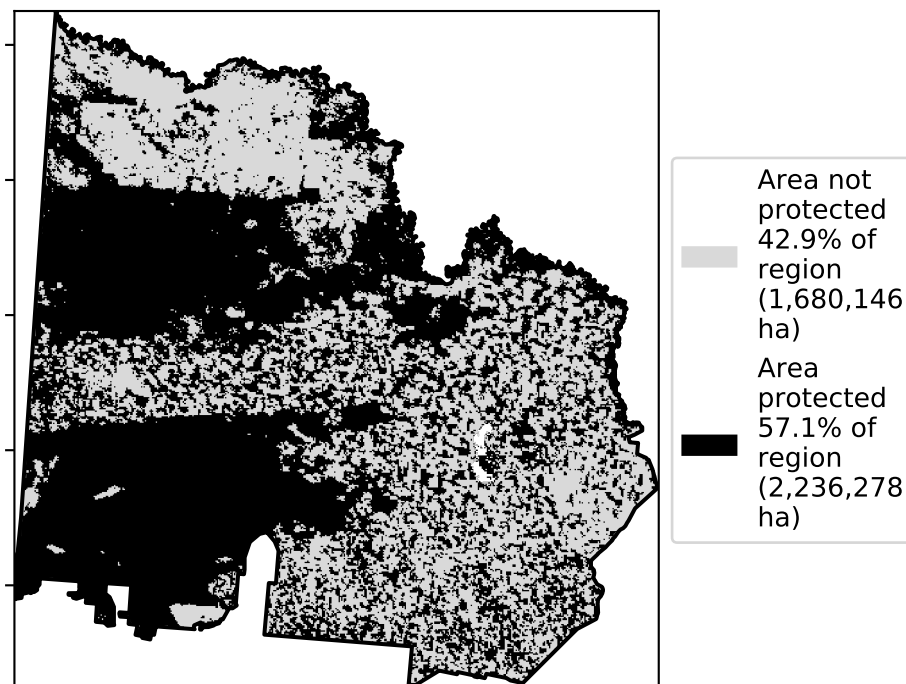 Area not
protected
42.9% of
region
(1,680,146
ha)
Area
protected
57.1% of
region
(2,236,278
ha)